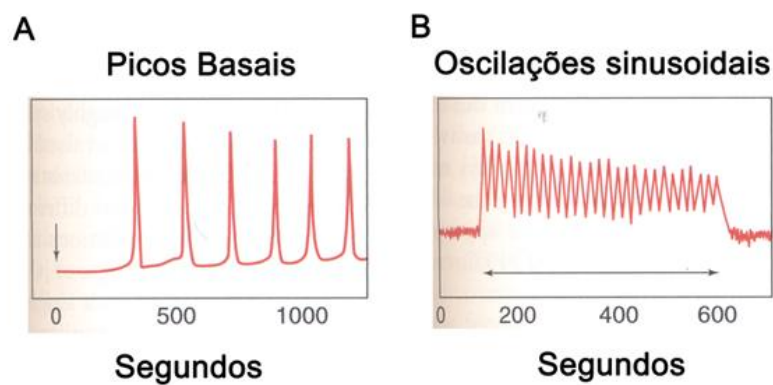 A
Picos Basais
0 500 1000
Segundos
B
Oscilações sinusoidais
0 200 400 600
Segundos